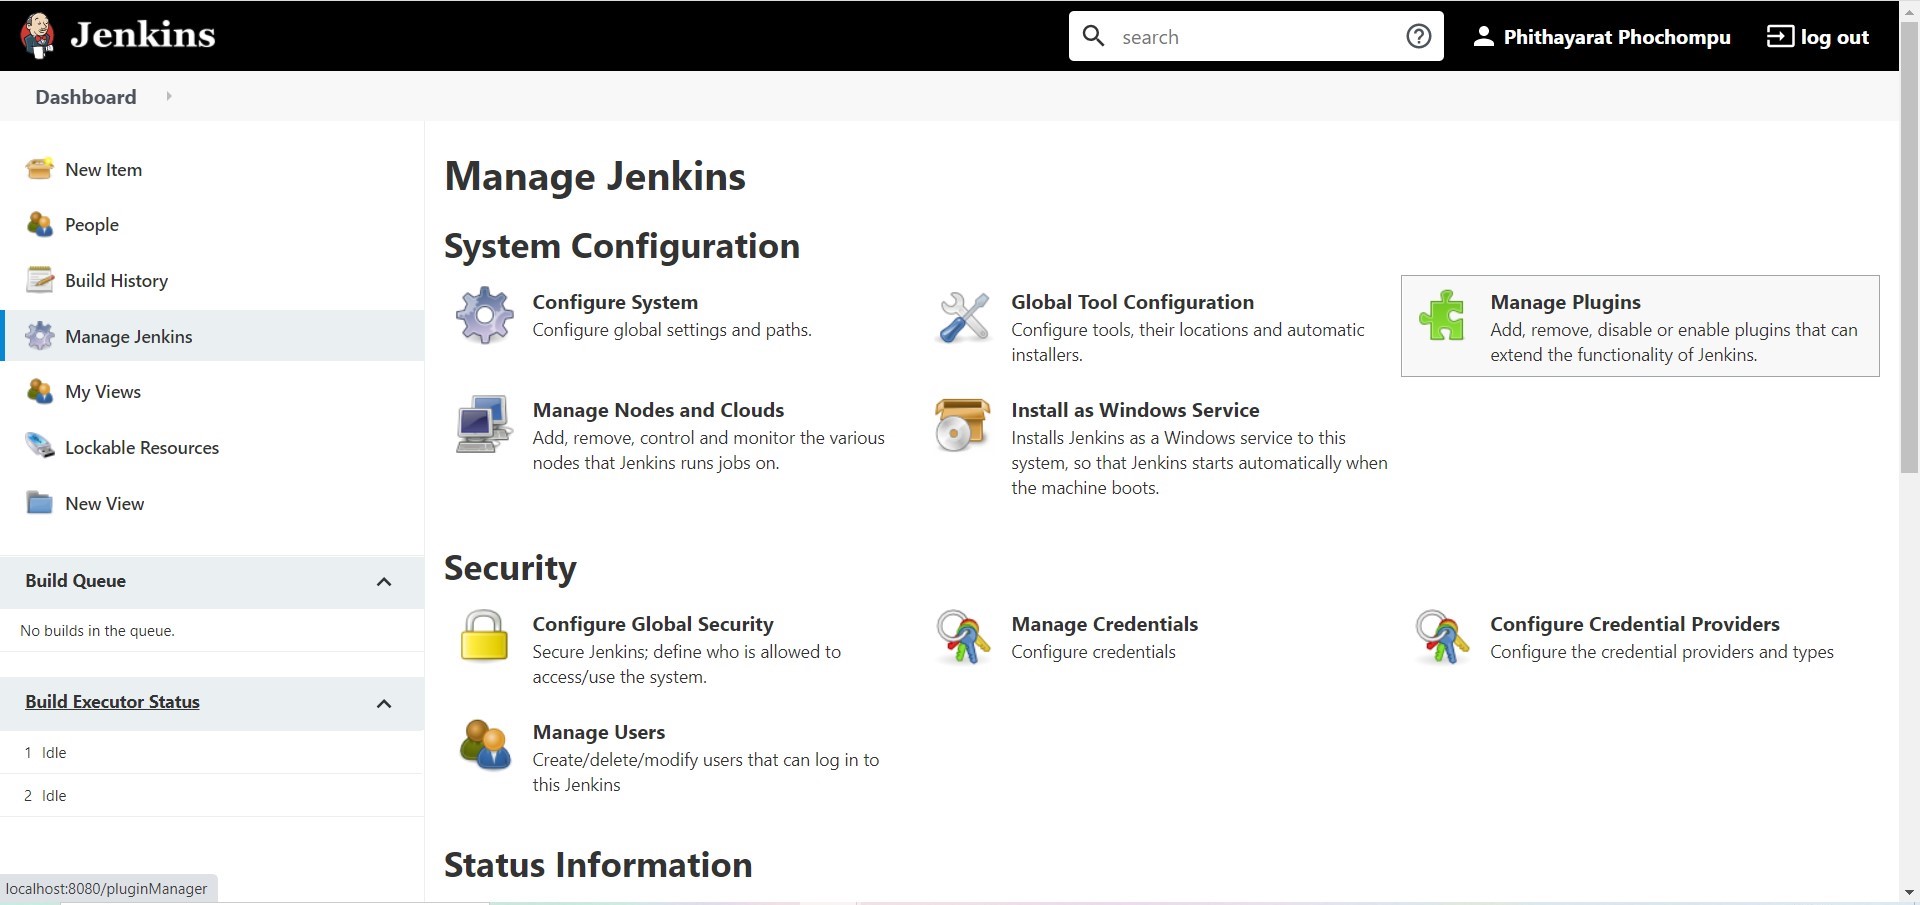 Jenkins
search
Phithayarat Phochompu
log out
Dashboard
New Item
People
Build History
Manage Jenkins
My Views
Lockable Resources
New View
Build Queue
No builds in the queue.
Build Executor Status
1 Idle
2 Idle
Manage Jenkins
System Configuration
Configure System
Configure global settings and paths.
Global Tool Configuration
Configure tools, their locations and automatic
installers.
Manage Plugins
Add, remove, disable or enable plugins that can
extend the functionality of Jenkins.
Manage Nodes and Clouds
Add, remove, control and monitor the various
nodes that Jenkins runs jobs on.
Install as Windows Service
Installs Jenkins as a Windows service to this
system, so that Jenkins starts automatically when
the machine boots.
Security
Configure Global Security
Secure Jenkins; define who is allowed to
access/use the system.
Manage Credentials
Configure credentials
Configure Credential Providers
Configure the credential providers and types
Manage Users
Create/delete/modify users that can log in to
this Jenkins
Status Information
localhost:8080/pluginManager